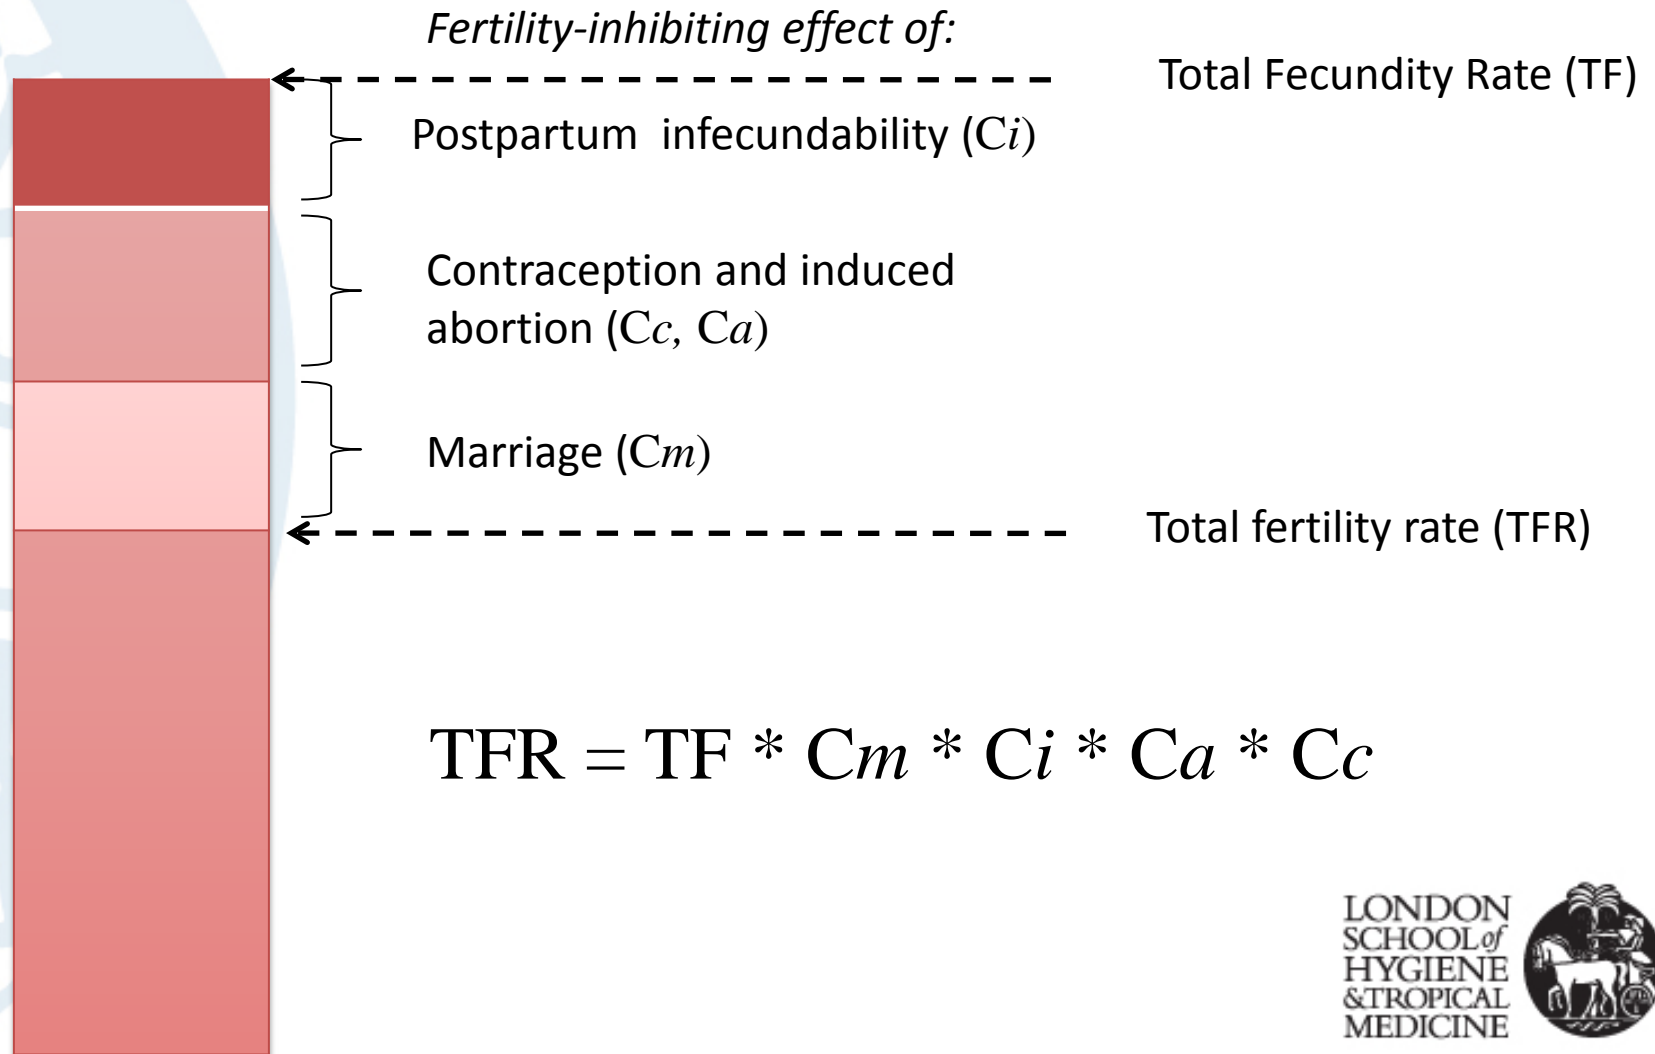 Fertility-inhibiting effect of:
Total Fecundity Rate (TF)
Postpartum  infecundability (Ci)
Contraception and induced
abortion (Cc, Ca)
Marriage (Cm)
Total fertility rate (TFR)
TFR = TF * Cm * Ci * Ca * Cc
LONDON
SCHOOL of
HYGIENE
&TROPICAL
MEDICINE